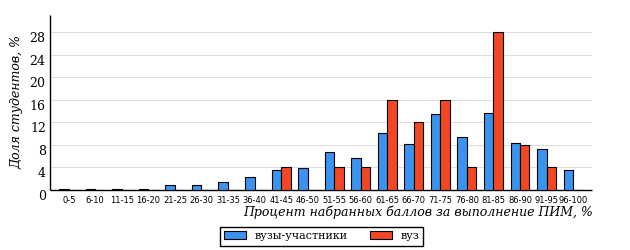 Доля студентов, %
28
24
20
16
12
8
4
0
0-5 6-10 11-15 16-20 21-25 26-30 31-35 36-40 41-45 46-50 51-55 56-60 61-65 66-70 71-75 76-80 81-85 86-90 91-95 96-100
Процент набранных баллов за выполнение ПИМ, %
вузы-участники вуз